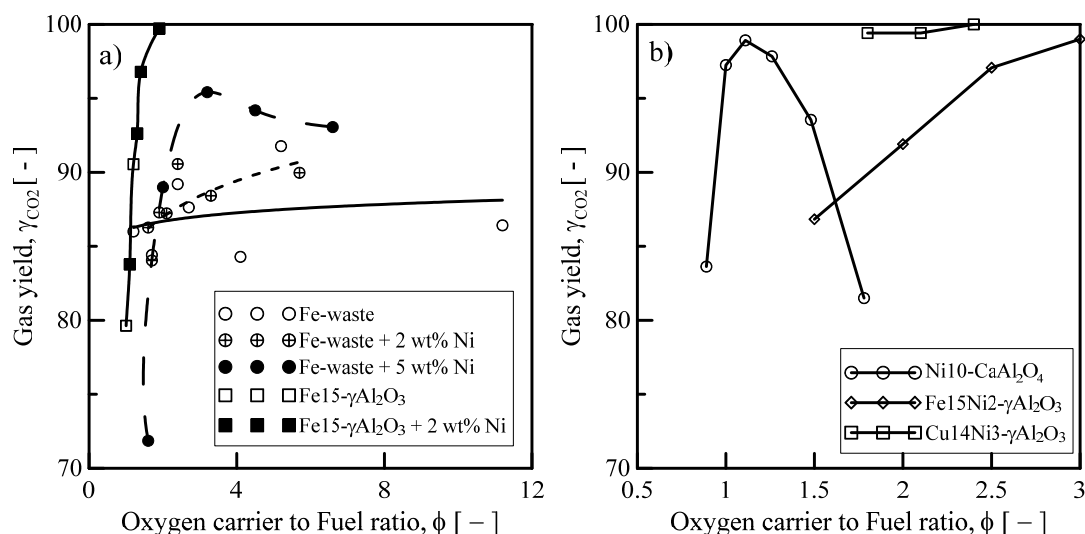 a)
100
90
80
70
Gas yield, γCO2 [ - ]
0
4
8
12
Oxygen carrier to Fuel ratio, ϕ [ − ]
Fe-waste
Fe-waste + 2 wt% Ni
Fe-waste + 5 wt% Ni
Fe15-γAl₂O₃
Fe15-γAl₂O₃ + 2 wt% Ni
b)
100
90
80
70
Gas yield, γCO2 [ - ]
0.5
1
1.5
2
2.5
3
Oxygen carrier to Fuel ratio, ϕ [ − ]
Ni10-CaAl₂O₄
Fe15Ni2-γAl₂O₃
Cu14Ni3-γAl₂O₃